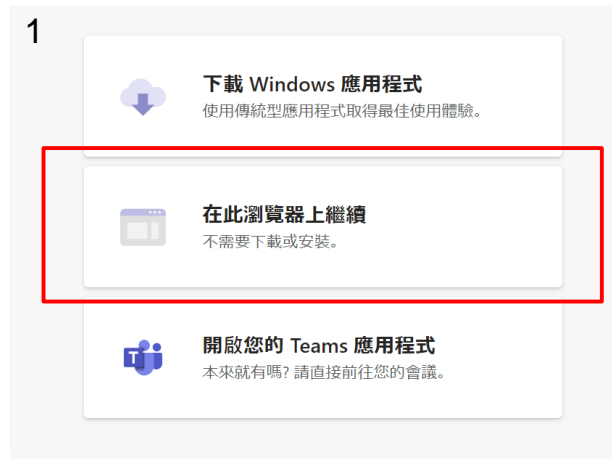 1
下載 Windows 應用程式
使用傳統型應用程式取得最佳使用體驗。
在此瀏覽器上繼續
不需要下載或安裝。
T
開啟您的 Teams 應用程式
本來就有嗎? 請直接前往您的會議。